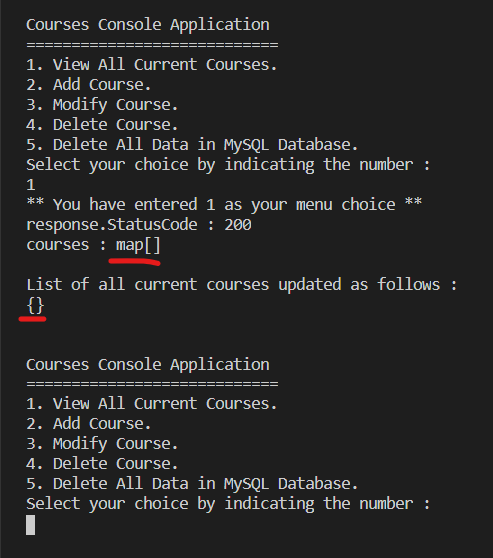 Courses Console Application
============================
1. View All Current Courses.
2. Add Course.
3. Modify Course.
4. Delete Course.
5. Delete All Data in MySQL Database.
Select your choice by indicating the number :
1
** You have entered 1 as your menu choice **
response.StatusCode : 200
courses : map[]
List of all current courses updated as follows :
{}
Courses Console Application
============================
1. View All Current Courses.
2. Add Course.
3. Modify Course.
4. Delete Course.
5. Delete All Data in MySQL Database.
Select your choice by indicating the number :